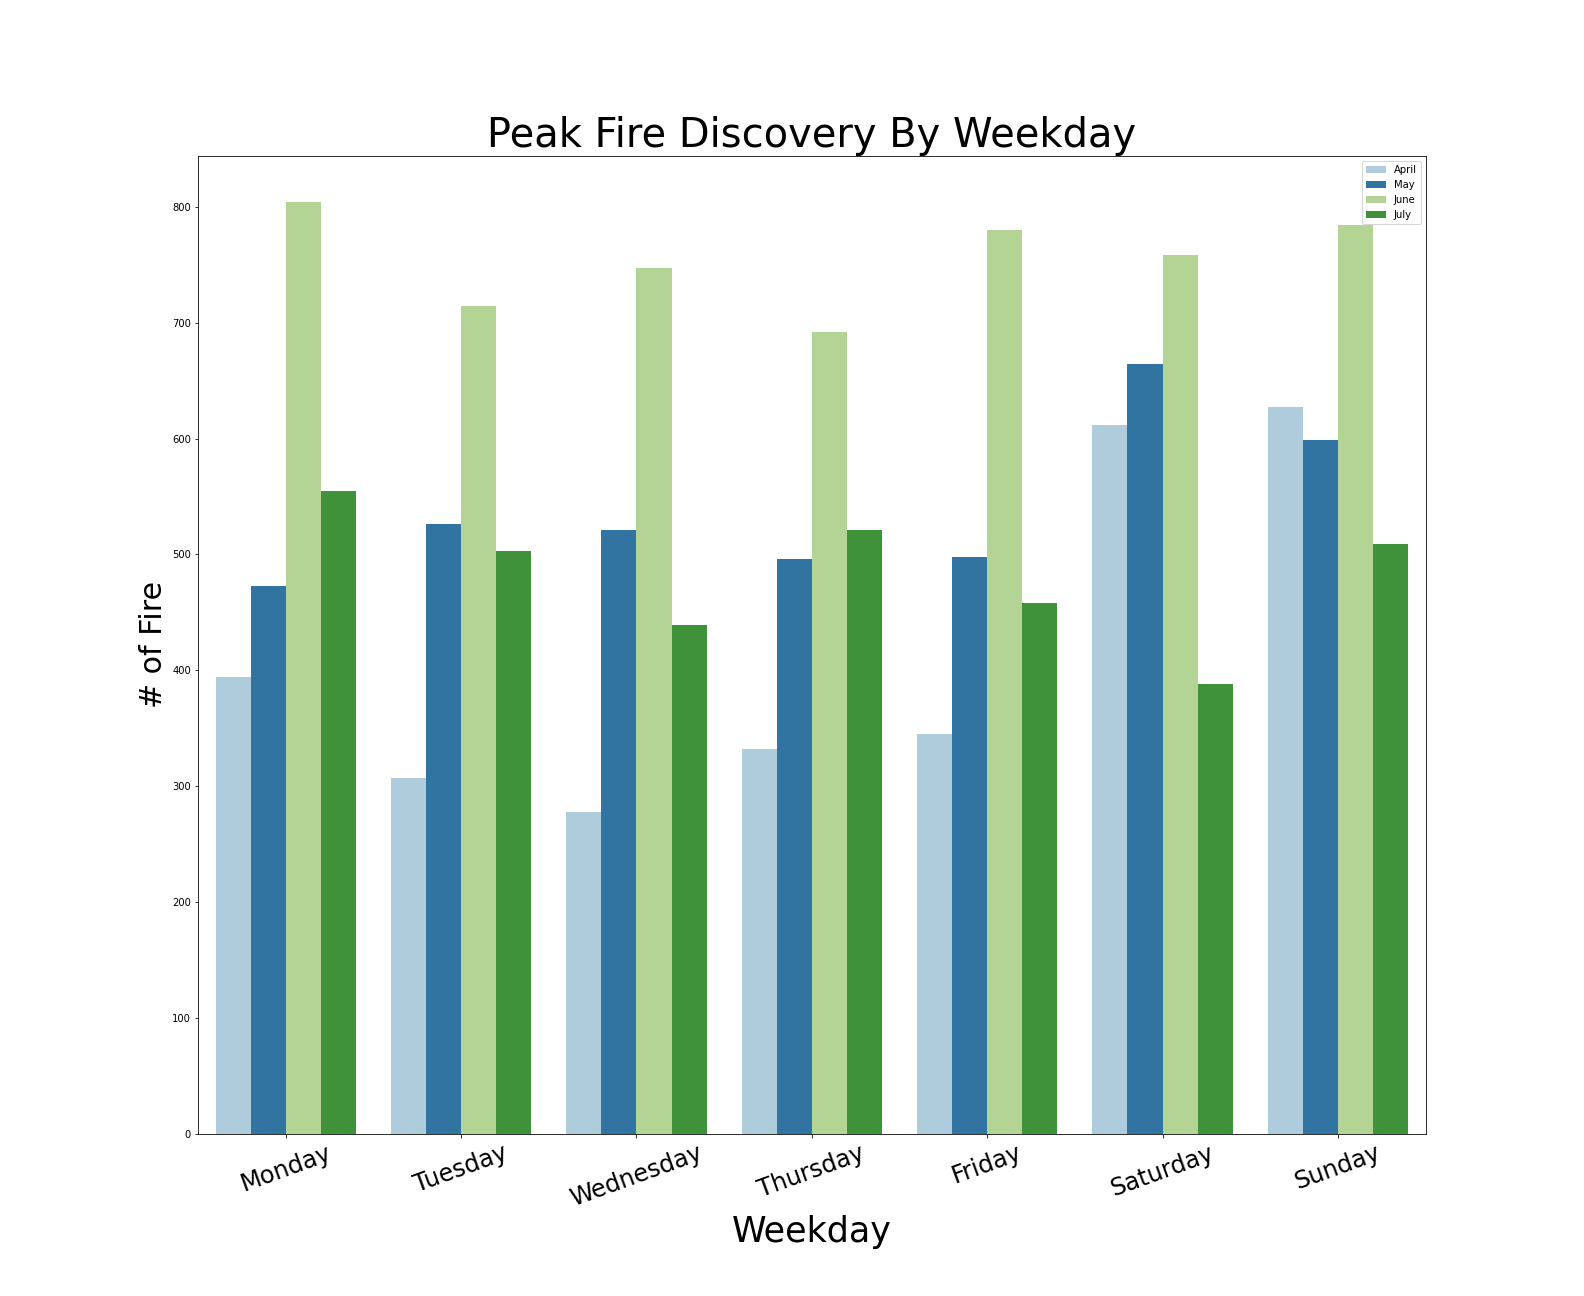 Peak Fire Discovery By Weekday
April
May
June
July
800
700
600
500
400
300
200
100
0
# of Fire
Monday
Tuesday
Wednesday
Thursday
Friday
Saturday
Sunday
Weekday